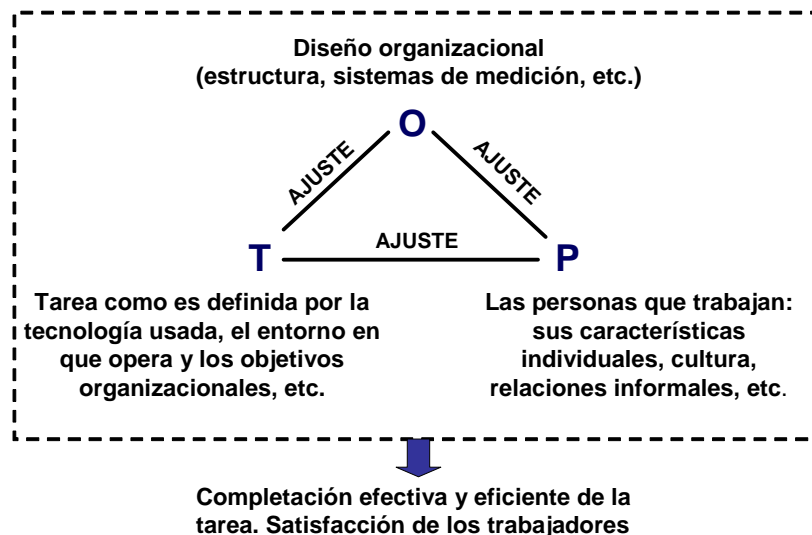 Diseño organizacional
(estructura, sistemas de medición, etc.)
O
AJUSTE
AJUSTE
T
AJUSTE
P
Tarea como es definida por la
tecnología usada, el entorno en
que opera y los objetivos
organizacionales, etc.
Las personas que trabajan:
sus características
individuales, cultura,
relaciones informales, etc.
Completación efectiva y eficiente de la
tarea. Satisfacción de los trabajadores